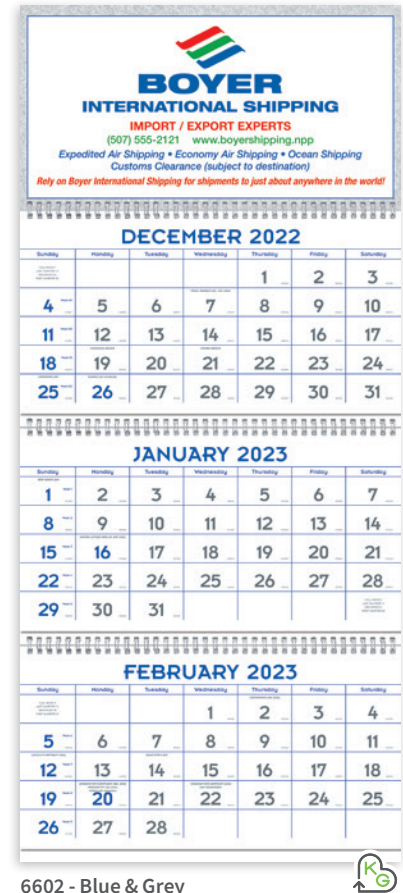 BOYER
INTERNATIONAL SHIPPING
IMPORT / EXPORT EXPERTS
(507) 555-2121 www.boyershipping.npp
Expedited Air Shipping • Economy Air Shipping • Ocean Shipping
Customs Clearance (subject to destination)
Rely on Boyer International Shipping for shipments to just about anywhere in the world!
DECEMBER 2022
Sunday Monday Tuesday Wednesday Thursday Friday Saturday
1 2 3
4 5 6 7 8 9 10
11 12 13 14 15 16 17
18 19 20 21 22 23 24
25 26 27 28 29 30 31
JANUARY 2023
Sunday Monday Tuesday Wednesday Thursday Friday Saturday
1 2 3 4 5 6 7
8 9 10 11 12 13 14
15 16 17 18 19 20 21
22 23 24 25 26 27 28
29 30 31
FEBRUARY 2023
Sunday Monday Tuesday Wednesday Thursday Friday Saturday
1 2 3 4
5 6 7 8 9 10 11
12 13 14 15 16 17 18
19 20 21 22 23 24 25
26 27 28
6602 - Blue & Grey
KG